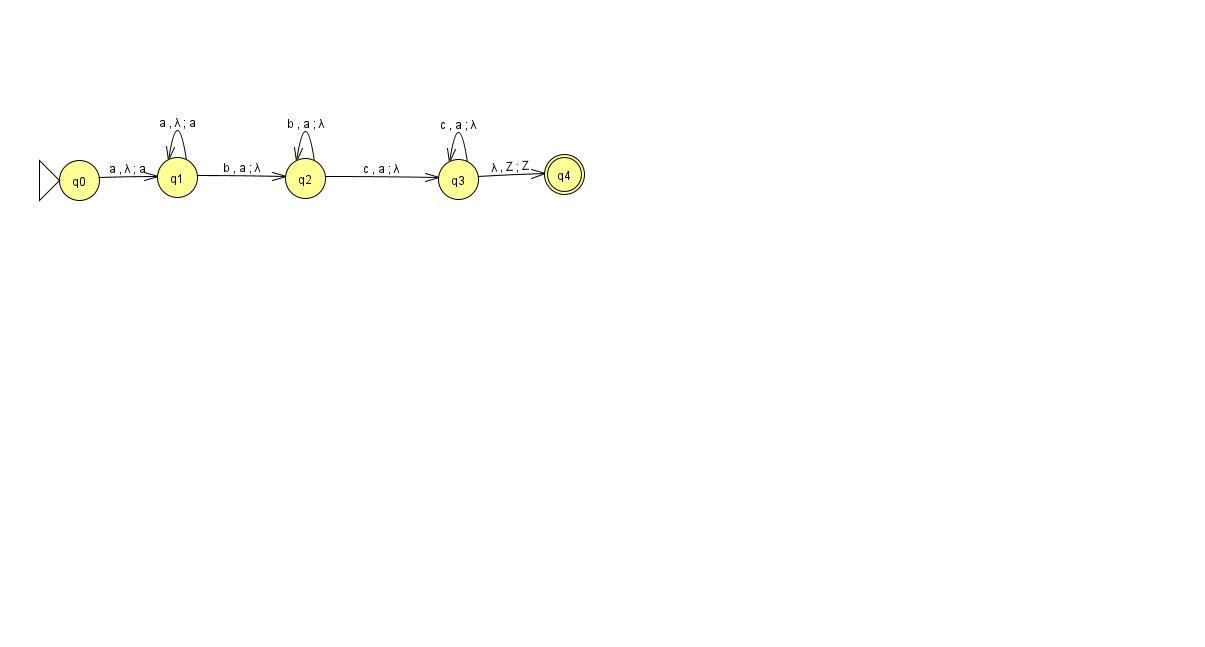 a , λ ; a
b , a ; λ
c , a ; λ
q0
a , λ ; a
q1
b , a ; λ
q2
c , a ; λ
q3
λ , Z ; Z
q4